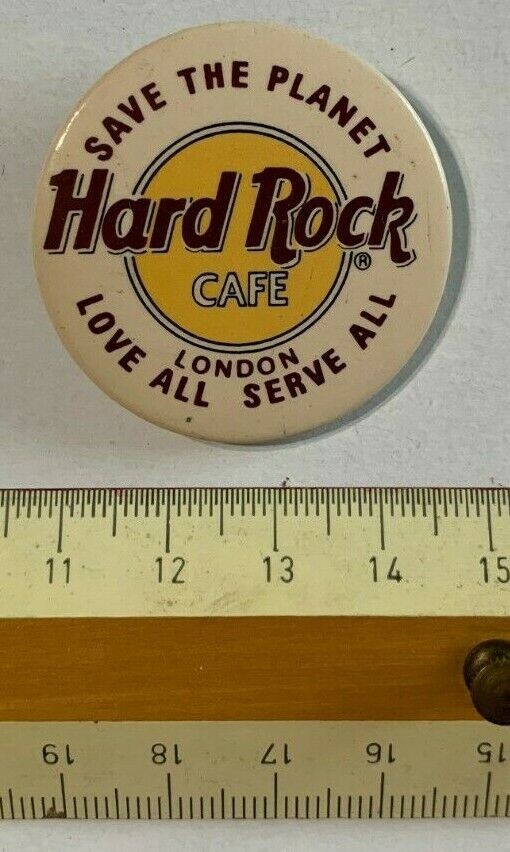 SAVE THE PLANET
Hard Rock ®
CAFE
LONDON
LOVE ALL SERVE ALL
11 12 13 14 15
19 18 17 16 15